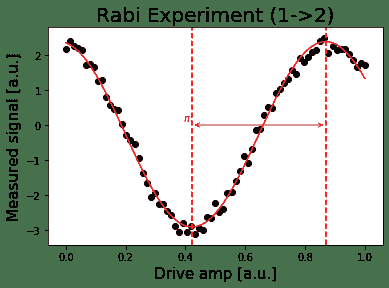 Rabi Experiment (1->2)
Measured signal [a.u.]
2
1
0
−1
−2
−3
π
0.0 0.2 0.4 0.6 0.8 1.0
Drive amp [a.u.]